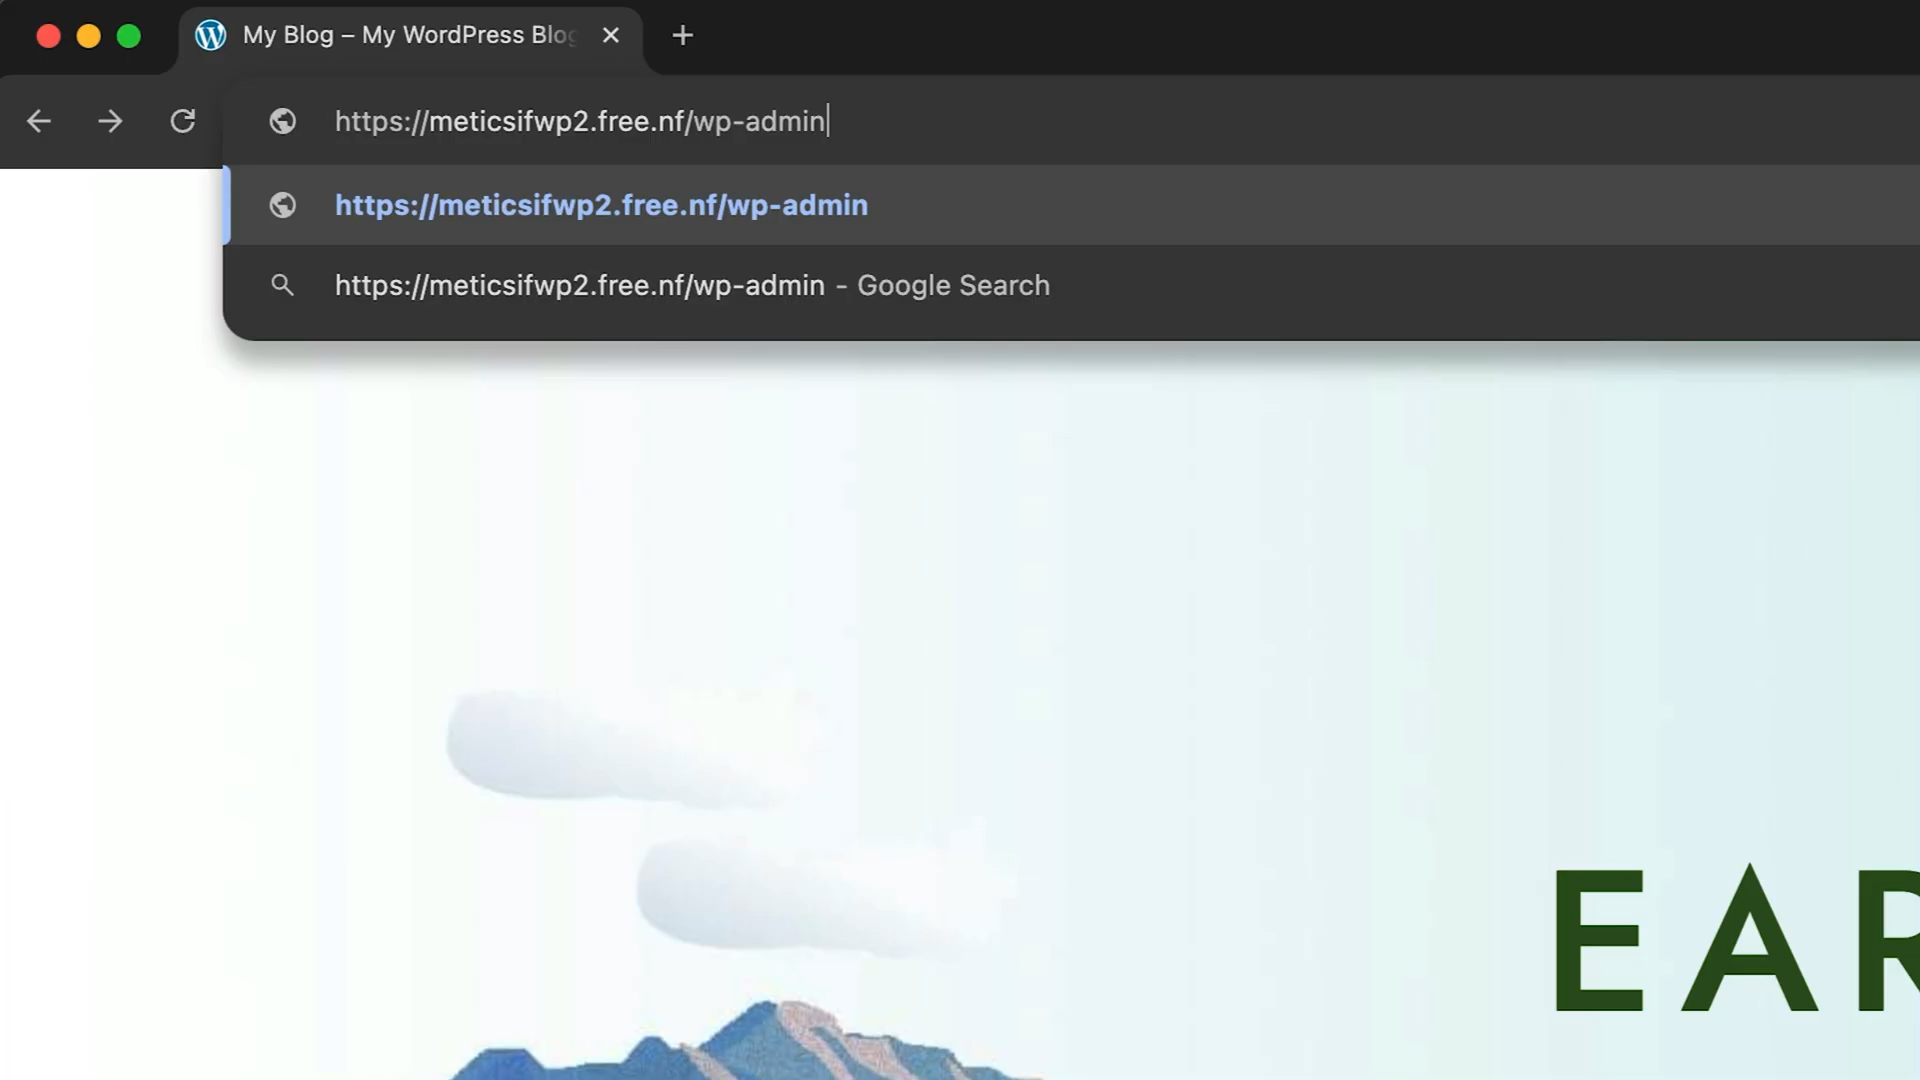 My Blog – My WordPress Blog
https://meticsifwp2.free.nf/wp-admin
https://meticsifwp2.free.nf/wp-admin
https://meticsifwp2.free.nf/wp-admin - Google Search
EAR